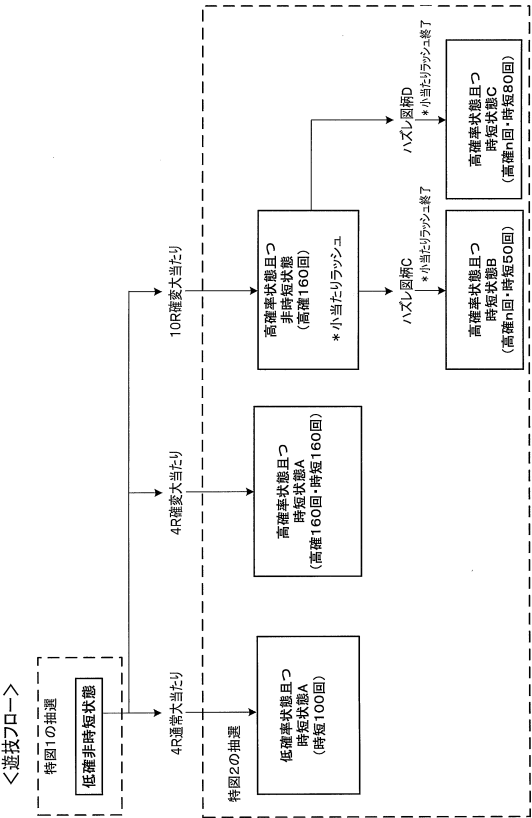 <遊技フロー>
特図1の抽選
低確非時短状態
4R通常大当たり
4R確変大当たり
10R確変大当たり
特図2の抽選
低確率状態且つ
時短状態A
(時短100回)
高確率状態且つ
時短状態A
(高確160回・時短160回)
高確率状態且つ
非時短状態
(高確160回)
*小当たりラッシュ
ハズレ図柄C
*小当たりラッシュ終了
ハズレ図柄D
*小当たりラッシュ終了
高確率状態且つ
時短状態B
(高確n回・時短50回)
高確率状態且つ
時短状態C
(高確n回・時短80回)